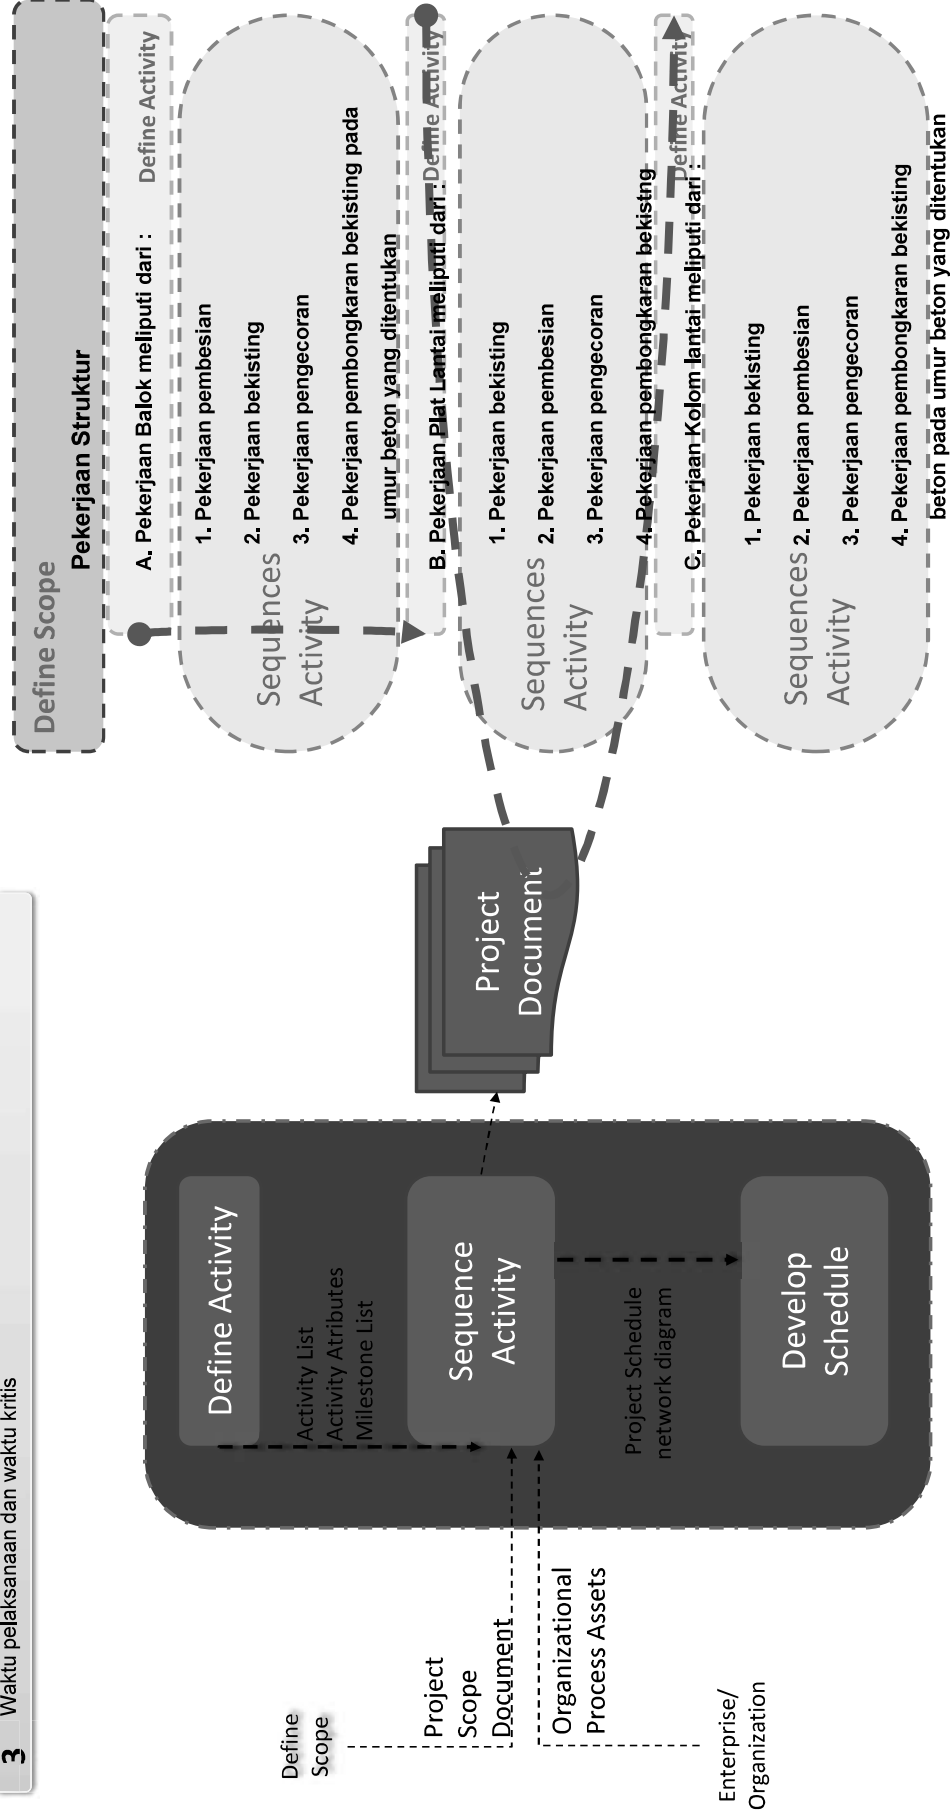 3 Waktu pelaksanaan dan waktu kritis
Define
Scope
Project
Scope
Document
Organizational
Process Assets
Enterprise/
Organization
Define Activity
Activity List
Activity Atributes
Milestone List
Sequence
Activity
Project Schedule
network diagram
Develop
Schedule
Project
Document
Define Scope
Pekerjaan Struktur
A. Pekerjaan Balok meliputi dari :
Define Activity
1. Pekerjaan pembesian
2. Pekerjaan bekisting
3. Pekerjaan pengecoran
4. Pekerjaan pembongkaran bekisting pada
umur beton yang ditentukan
Sequences
Activity
Define Activity
B. Pekerjaan Plat Lantai meliputi dari :
1. Pekerjaan bekisting
2. Pekerjaan pembesian
3. Pekerjaan pengecoran
4. Pekerjaan pembongkaran bekistng
Sequences
Activity
Define Activity
C. Pekerjaan Kolom lantai meliputi dari :
1. Pekerjaan bekisting
2. Pekerjaan pembesian
3. Pekerjaan pengecoran
4. Pekerjaan pembongkaran bekisting
beton pada umur beton yang ditentukan
Sequences
Activity